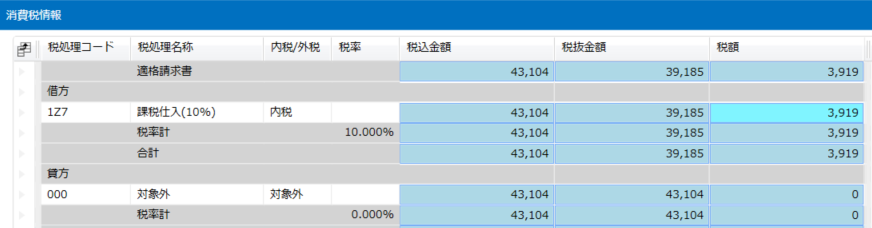 消費税情報
税処理コード 税処理名称 内税/外税 税率 税込金額 税抜金額 税額
適格請求書 43,104 39,185 3,919
借方
1Z7 課税仕入(10%) 内税 43,104 39,185 3,919
税率計 10.000% 43,104 39,185 3,919
合計 43,104 39,185 3,919
貸方
000 対象外 対象外 43,104 43,104 0
税率計 0.000% 43,104 43,104 0